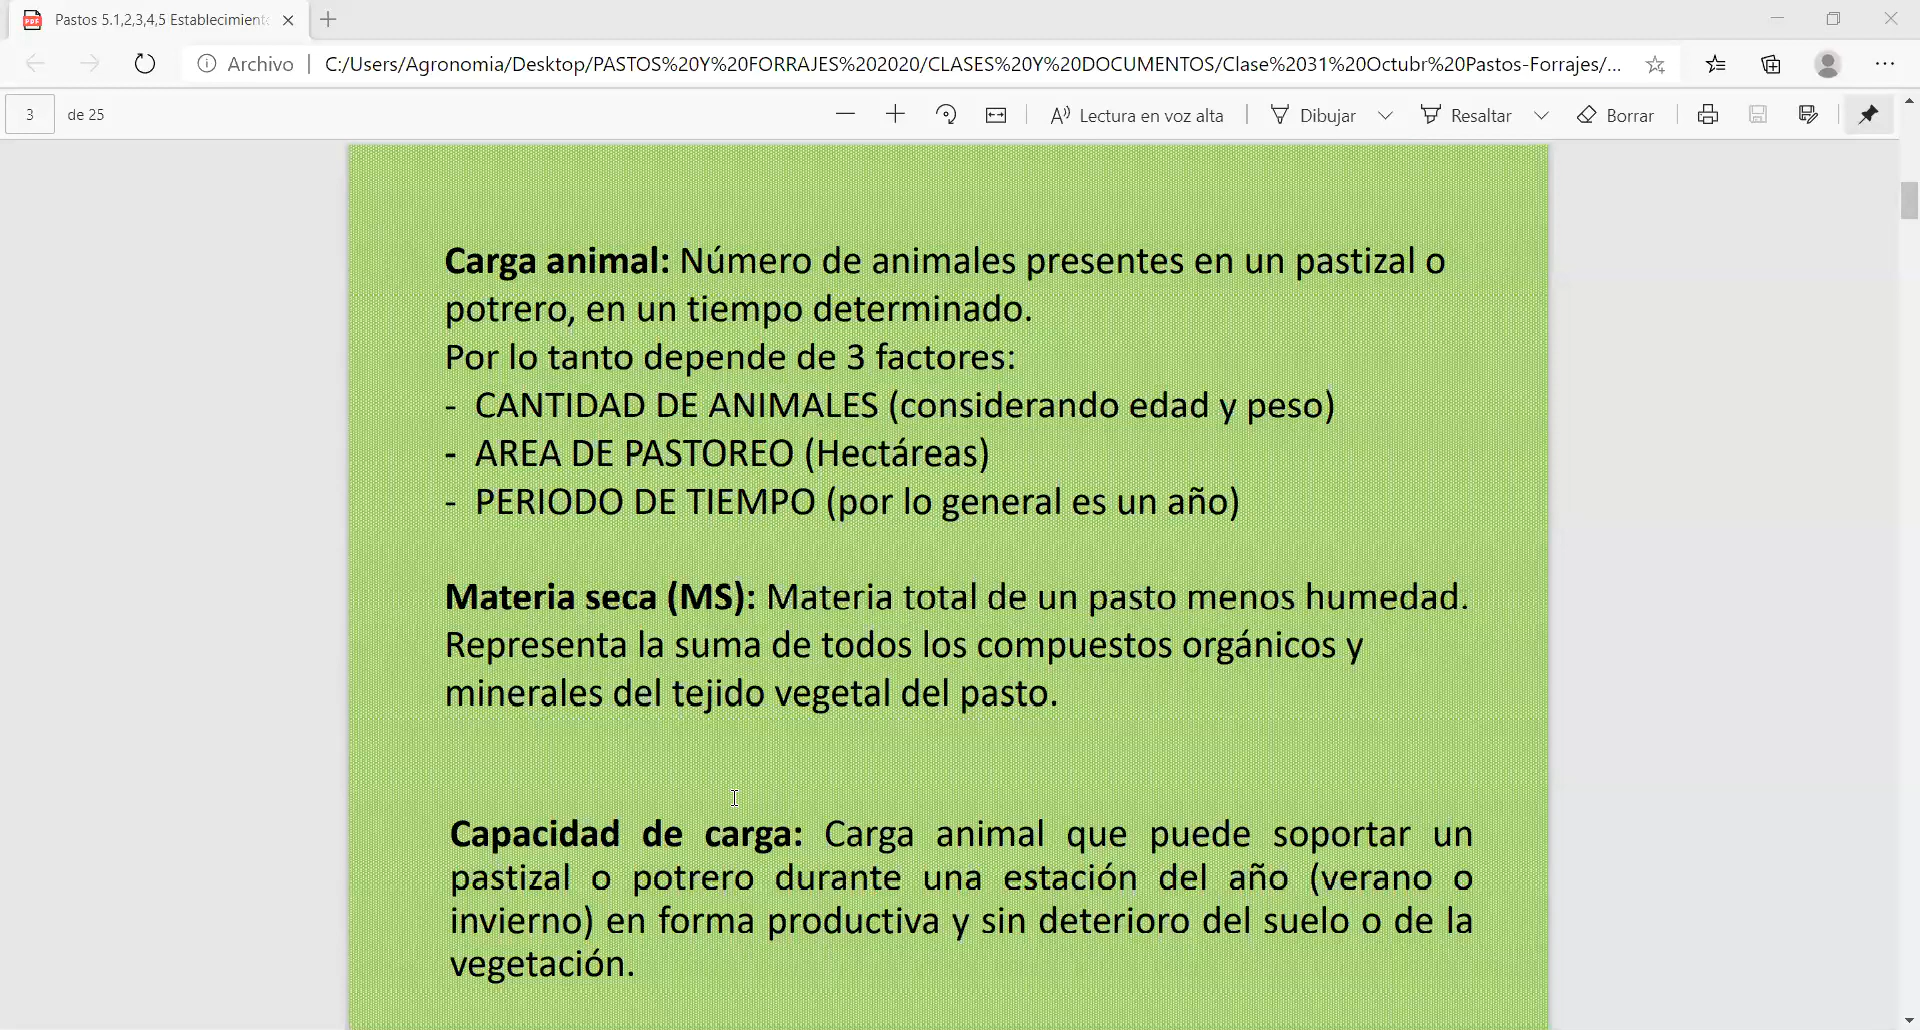 Pastos 5.1,2,3,4,5 Establecimient
Archivo
C:/Users/Agronomia/Desktop/PASTOS%20Y%20FORRAJES%202020/CLASES%20Y%20DOCUMENTOS/Clase%2031%20Octubr%20Pastos-Forrajes/...
3 de 25
Lectura en voz alta
Dibujar
Resaltar
Borrar
Carga animal: Número de animales presentes en un pastizal o
potrero, en un tiempo determinado.
Por lo tanto depende de 3 factores:
- CANTIDAD DE ANIMALES (considerando edad y peso)
- AREA DE PASTOREO (Hectáreas)
- PERIODO DE TIEMPO (por lo general es un año)
Materia seca (MS): Materia total de un pasto menos humedad.
Representa la suma de todos los compuestos orgánicos y
minerales del tejido vegetal del pasto.
Capacidad de carga: Carga animal que puede soportar un
pastizal o potrero durante una estación del año (verano o
invierno) en forma productiva y sin deterioro del suelo o de la
vegetación.